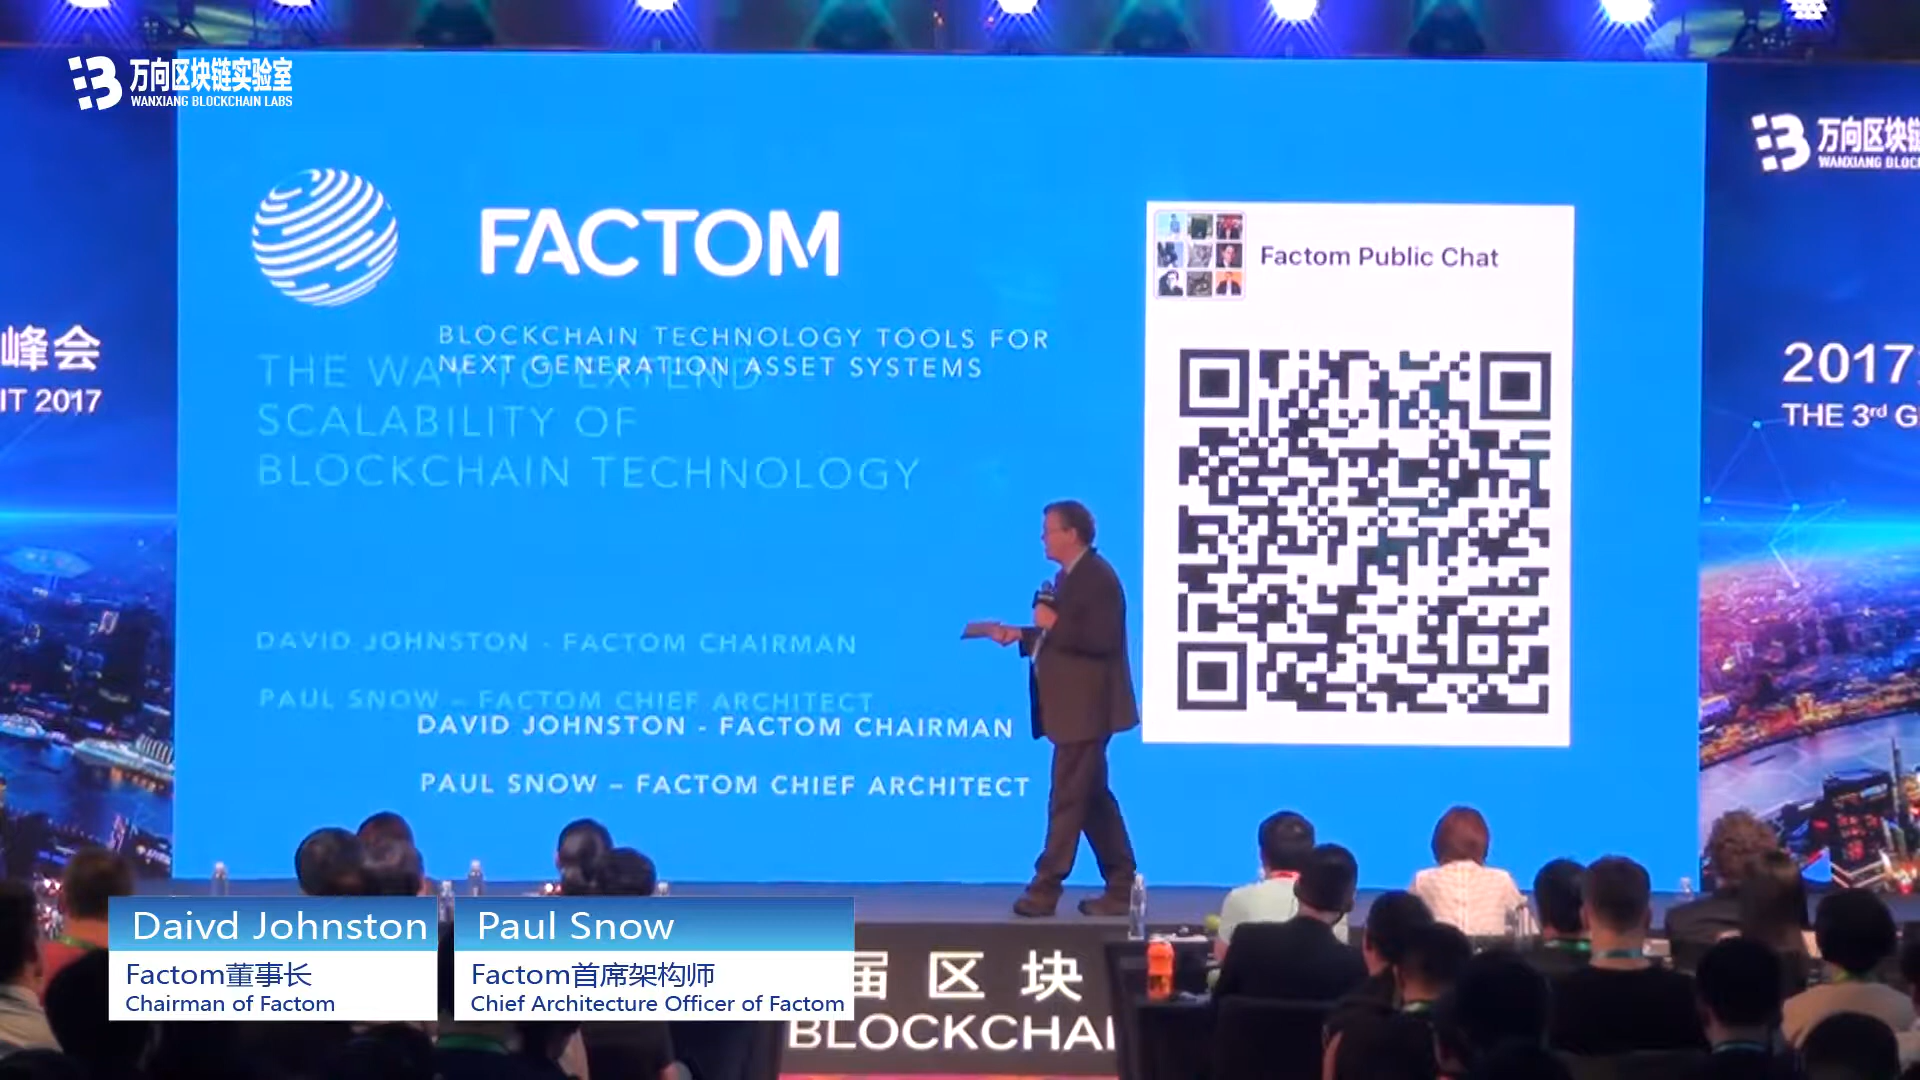 万向区块链实验室
WANXIANG BLOCKCHAIN LABS
万向区块链
WANXIANG BLOC
FACTOM
Factom Public Chat
BLOCKCHAIN TECHNOLOGY TOOLS FOR
NEXT GENERATION ASSET SYSTEMS
THE WAY TO EXTEND
SCALABILITY OF
BLOCKCHAIN TECHNOLOGY
峰会
IT 2017
2017
THE 3rd G
DAVID JOHNSTON - FACTOM CHAIRMAN
PAUL SNOW – FACTOM CHIEF ARCHITECT
DAVID JOHNSTON - FACTOM CHAIRMAN
PAUL SNOW – FACTOM CHIEF ARCHITECT
Daivd Johnston
Factom董事长
Chairman of Factom
Paul Snow
Factom首席架构师
Chief Architecture Officer of Factom
届区块
BLOCKCHAI